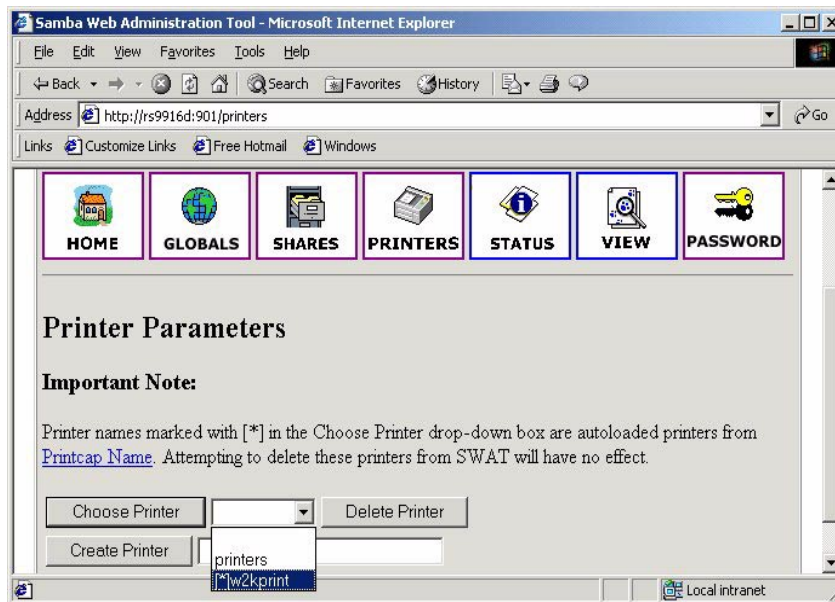 Samba Web Administration Tool - Microsoft Internet Explorer
File Edit View Favorites Tools Help
Back Search Favorites History
Address http://rs9916d:901/printers Go
Links Customize Links Free Hotmail Windows
HOME GLOBALS SHARES PRINTERS STATUS VIEW PASSWORD
Printer Parameters
Important Note:
Printer names marked with [*] in the Choose Printer drop-down box are autoloaded printers from
Printcap Name. Attempting to delete these printers from SWAT will have no effect.
Choose Printer Delete Printer
Create Printer
printers
[*]w2kprint
Local intranet